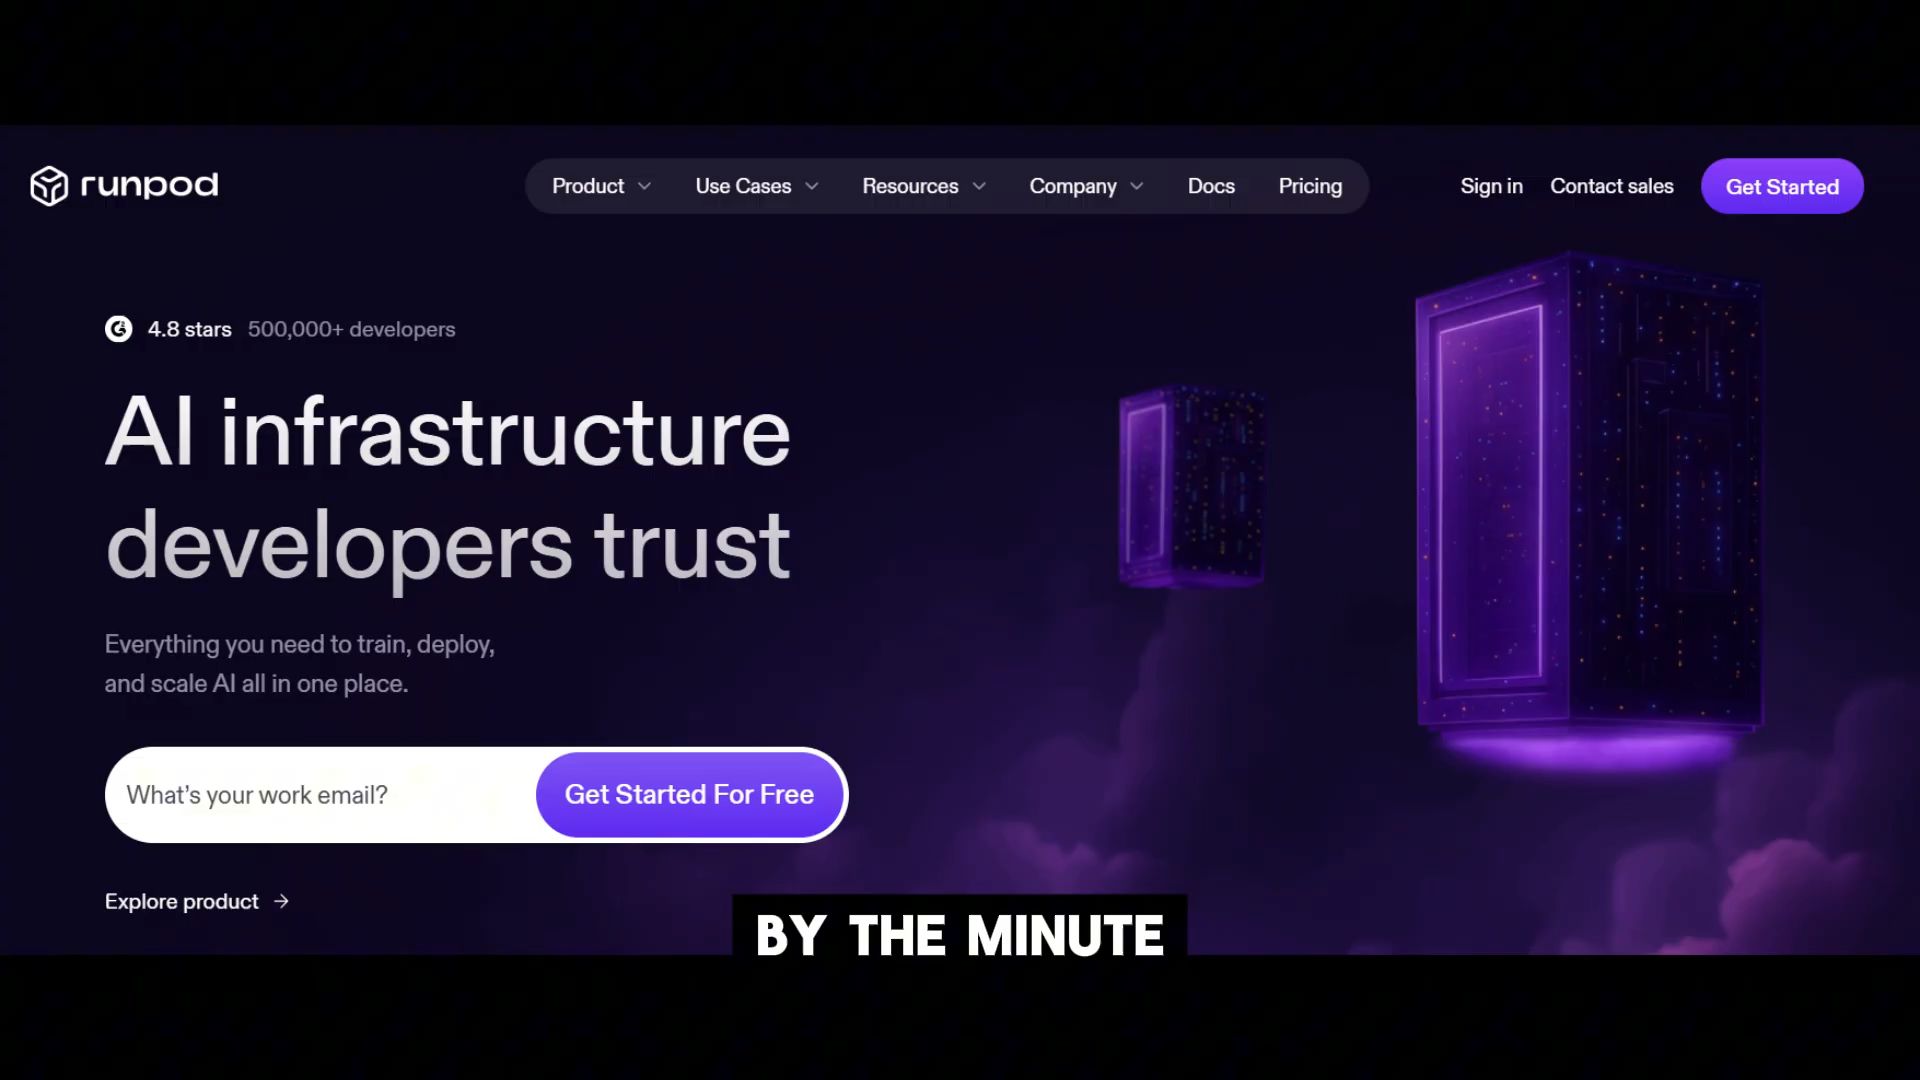 runpod
Product
Use Cases
Resources
Company
Docs
Pricing
Sign in
Contact sales
Get Started
4.8 stars 500,000+ developers
AI infrastructure
developers trust
Everything you need to train, deploy,
and scale AI all in one place.
What's your work email?
Get Started For Free
Explore product →
BY THE MINUTE